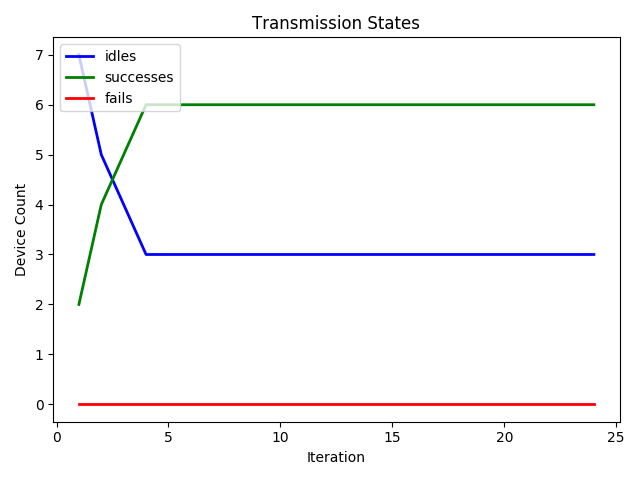 Transmission States
idles
successes
fails
Device Count
7
6
5
4
3
2
1
0
0 5 10 15 20 25
Iteration